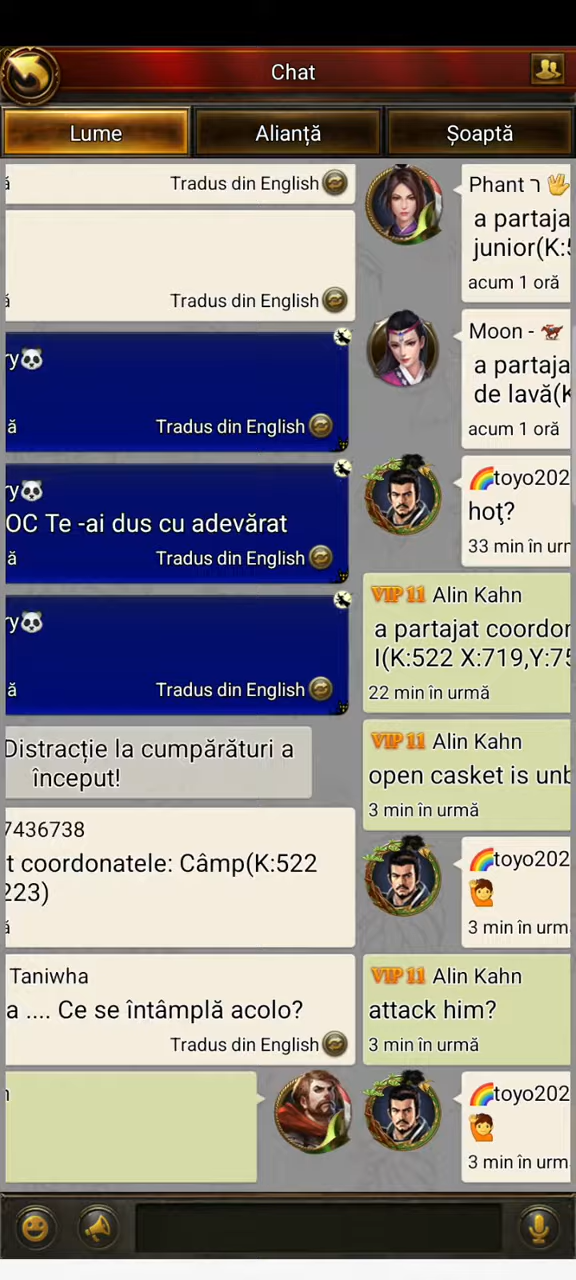 Chat
Lume
Alianță
Șoaptă
ă
Tradus din English
Tradus din English
ry🐼
ă
Tradus din English
ry🐼
OC Te -ai dus cu adevărat
ă
Tradus din English
ry🐼
ă
Tradus din English
Distracție la cumpărături a
început!
7436738
t coordonatele: Câmp(K:522
223)
ă
Taniwha
a .... Ce se întâmplă acolo?
Tradus din English
Phant ר 🖖
a partaja
junior(K:5
acum 1 oră
Moon - 🐎
a partaja
de lavă(K
acum 1 oră
🌈toyo202
hoţ?
33 min în urm
VIP 11 Alin Kahn
a partajat coordor
I(K:522 X:719,Y:75
22 min în urmă
VIP 11 Alin Kahn
open casket is unb
3 min în urmă
🌈toyo202
🙋
3 min în urm
VIP 11 Alin Kahn
attack him?
3 min în urmă
🌈toyo202
🙋
3 min în urm